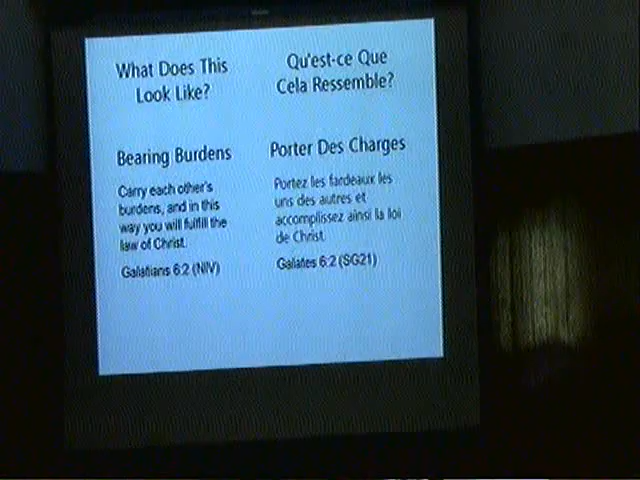 What Does This
Look Like?
Bearing Burdens
Carry each other's
burdens, and in this
way you will fulfill the
law of Christ.
Galatians 6:2 (NIV)
Qu'est-ce Que
Cela Ressemble?
Porter Des Charges
Portez les fardeaux les
uns des autres et
accomplissez ainsi la loi
de Christ.
Galates 6:2 (SG21)